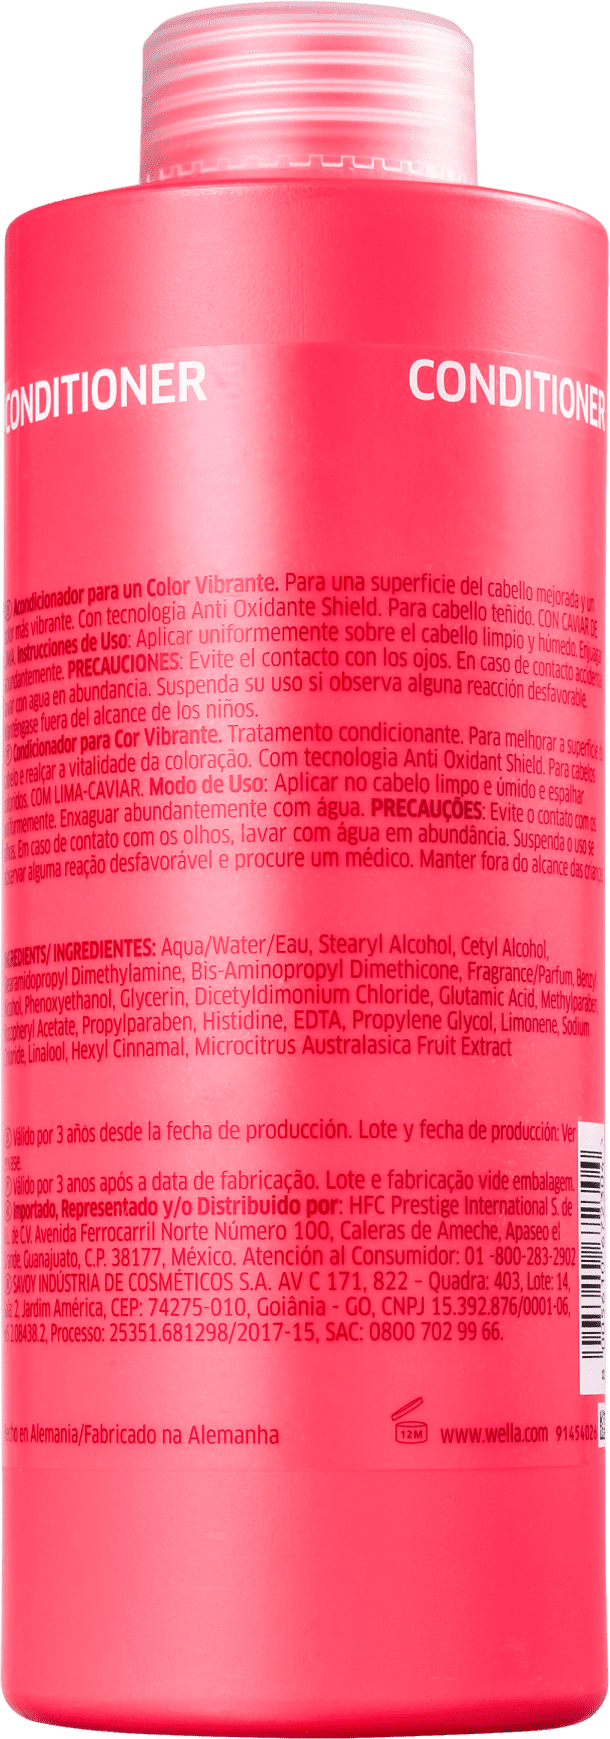 CONDITIONER CONDITIONER
Acondicionador para un Color Vibrante. Para una superficie del cabello mejorada y un
más vibrante. Con tecnología Anti Oxidante Shield. Para cabello teñido. CON CAVIAR DE
Instrucciones de Uso: Aplicar uniformemente sobre el cabello limpio y húmedo. Enjuagar
PRECAUCIONES: Evite el contacto con los ojos. En caso de contacto accidental
con agua en abundancia. Suspenda su uso si observa alguna reacción desfavorable.
fuera del alcance de los niños.
Condicionador para Cor Vibrante. Tratamento condicionante. Para melhorar a superfície do
e realçar a vitalidade da coloração. Com tecnologia Anti Oxidant Shield. Para cabelos
COM LIMA-CAVIAR. Modo de Uso: Aplicar no cabelo limpo e úmido e espalhar
Enxaguar abundantemente com água. PRECAUÇÕES: Evite o contato com os
Em caso de contato com os olhos, lavar com água em abundância. Suspenda o uso se
alguma reação desfavorável e procure um médico. Manter fora do alcance das crianças.
INGREDIENTS/ INGREDIENTES: Aqua/Water/Eau, Stearyl Alcohol, Cetyl Alcohol,
Dimethylamine, Bis-Aminopropyl Dimethicone, Fragrance/Parfum, Benzyl
Phenoxyethanol, Glycerin, Dicetyldimonium Chloride, Glutamic Acid, Methylparaben,
Acetate, Propylparaben, Histidine, EDTA, Propylene Glycol, Limonene, Sodium
Linalool, Hexyl Cinnamal, Microcitrus Australasica Fruit Extract
Válido por 3 años desde la fecha de producción. Lote y fecha de producción: Ver
Válido por 3 anos após a data de fabricação. Lote e fabricação vide embalagem.
Importado, Representado y/o Distribuido por: HFC Prestige International S. de
de C.V. Avenida Ferrocarril Norte Número 100, Caleras de Ameche, Apaseo el
Guanajuato, C.P. 38177, México. Atención al Consumidor: 01 -800-283-2902
SAVOY INDÚSTRIA DE COSMÉTICOS S.A. AV C 171, 822 - Quadra: 403, Lote: 14,
2, Jardim América, CEP: 74275-010, Goiânia - GO, CNPJ 15.392.876/0001-06,
2.08438.2, Processo: 25351.681298/2017-15, SAC: 0800 702 99 66.
en Alemania/Fabricado na Alemanha 12M www.wella.com 91454026